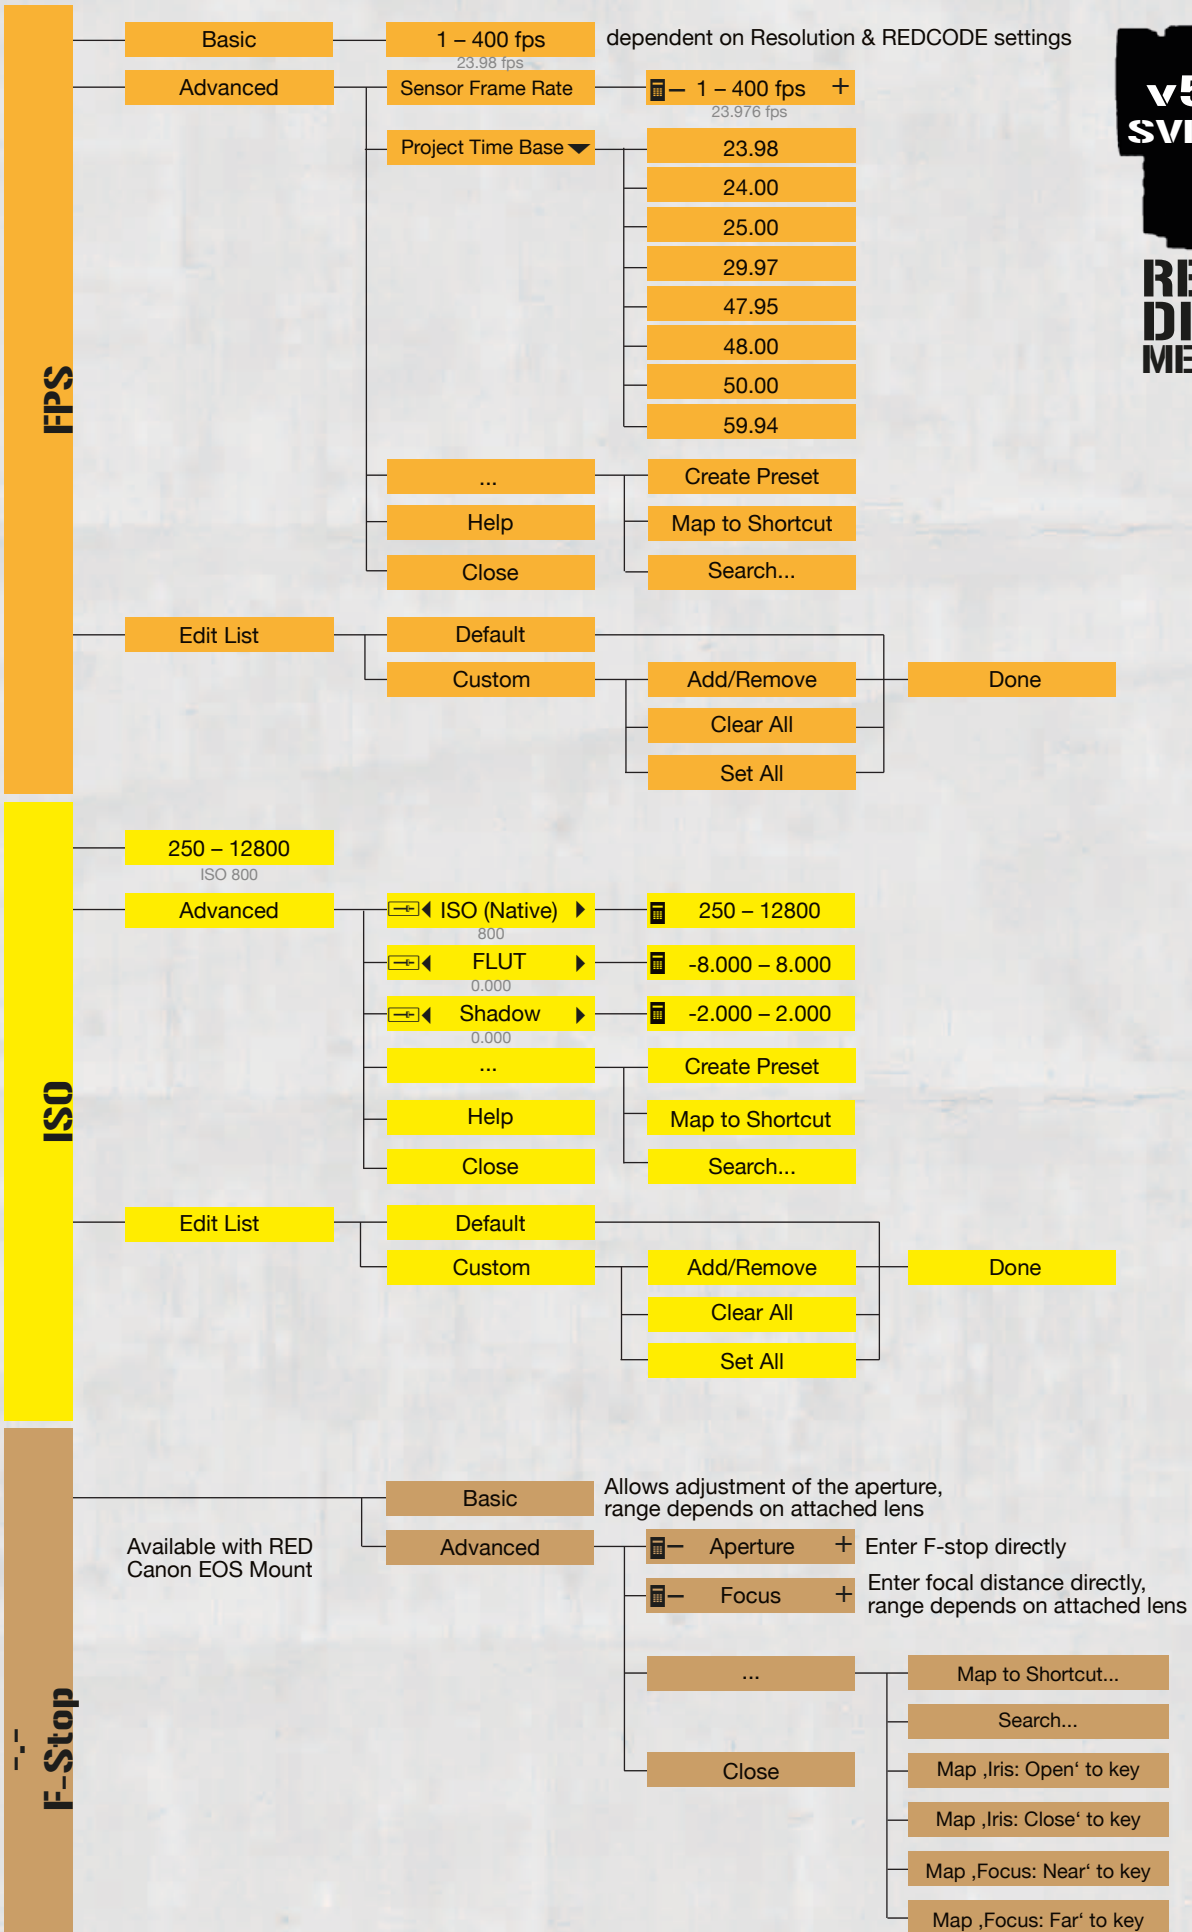 FPS
Basic
1 – 400 fps
23.98 fps
dependent on Resolution & REDCODE settings
Advanced
Sensor Frame Rate
– 1 – 400 fps +
23.976 fps
Project Time Base
23.98
24.00
25.00
29.97
47.95
48.00
50.00
59.94
...
Create Preset
Help
Map to Shortcut
Close
Search...
Edit List
Default
Custom
Add/Remove
Done
Clear All
Set All
ISO
250 – 12800
ISO 800
Advanced
ISO (Native)
800
250 – 12800
FLUT
0.000
-8.000 – 8.000
Shadow
0.000
-2.000 – 2.000
...
Create Preset
Help
Map to Shortcut
Close
Search...
Edit List
Default
Custom
Add/Remove
Done
Clear All
Set All
-.-
F-Stop
Available with RED
Canon EOS Mount
Basic
Allows adjustment of the aperture,
range depends on attached lens
Advanced
– Aperture +
Enter F-stop directly
– Focus +
Enter focal distance directly,
range depends on attached lens
...
Map to Shortcut...
Search...
Close
Map ‚Iris: Open‘ to key
Map ‚Iris: Close‘ to key
Map ‚Focus: Near‘ to key
Map ‚Focus: Far‘ to key